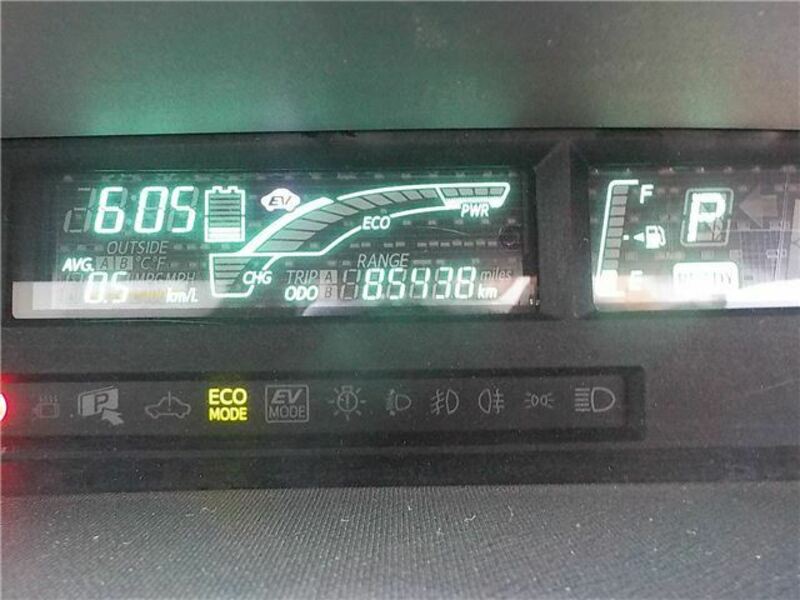 6:05
EV
F
P
ECO
PWR
OUTSIDE
A B °C°F
AVG.
MPG MPH
CHG
RANGE
TRIP A
miles
0.5 km/L
ODO B 85438 km
E
READY
P
ECO MODE
EV MODE